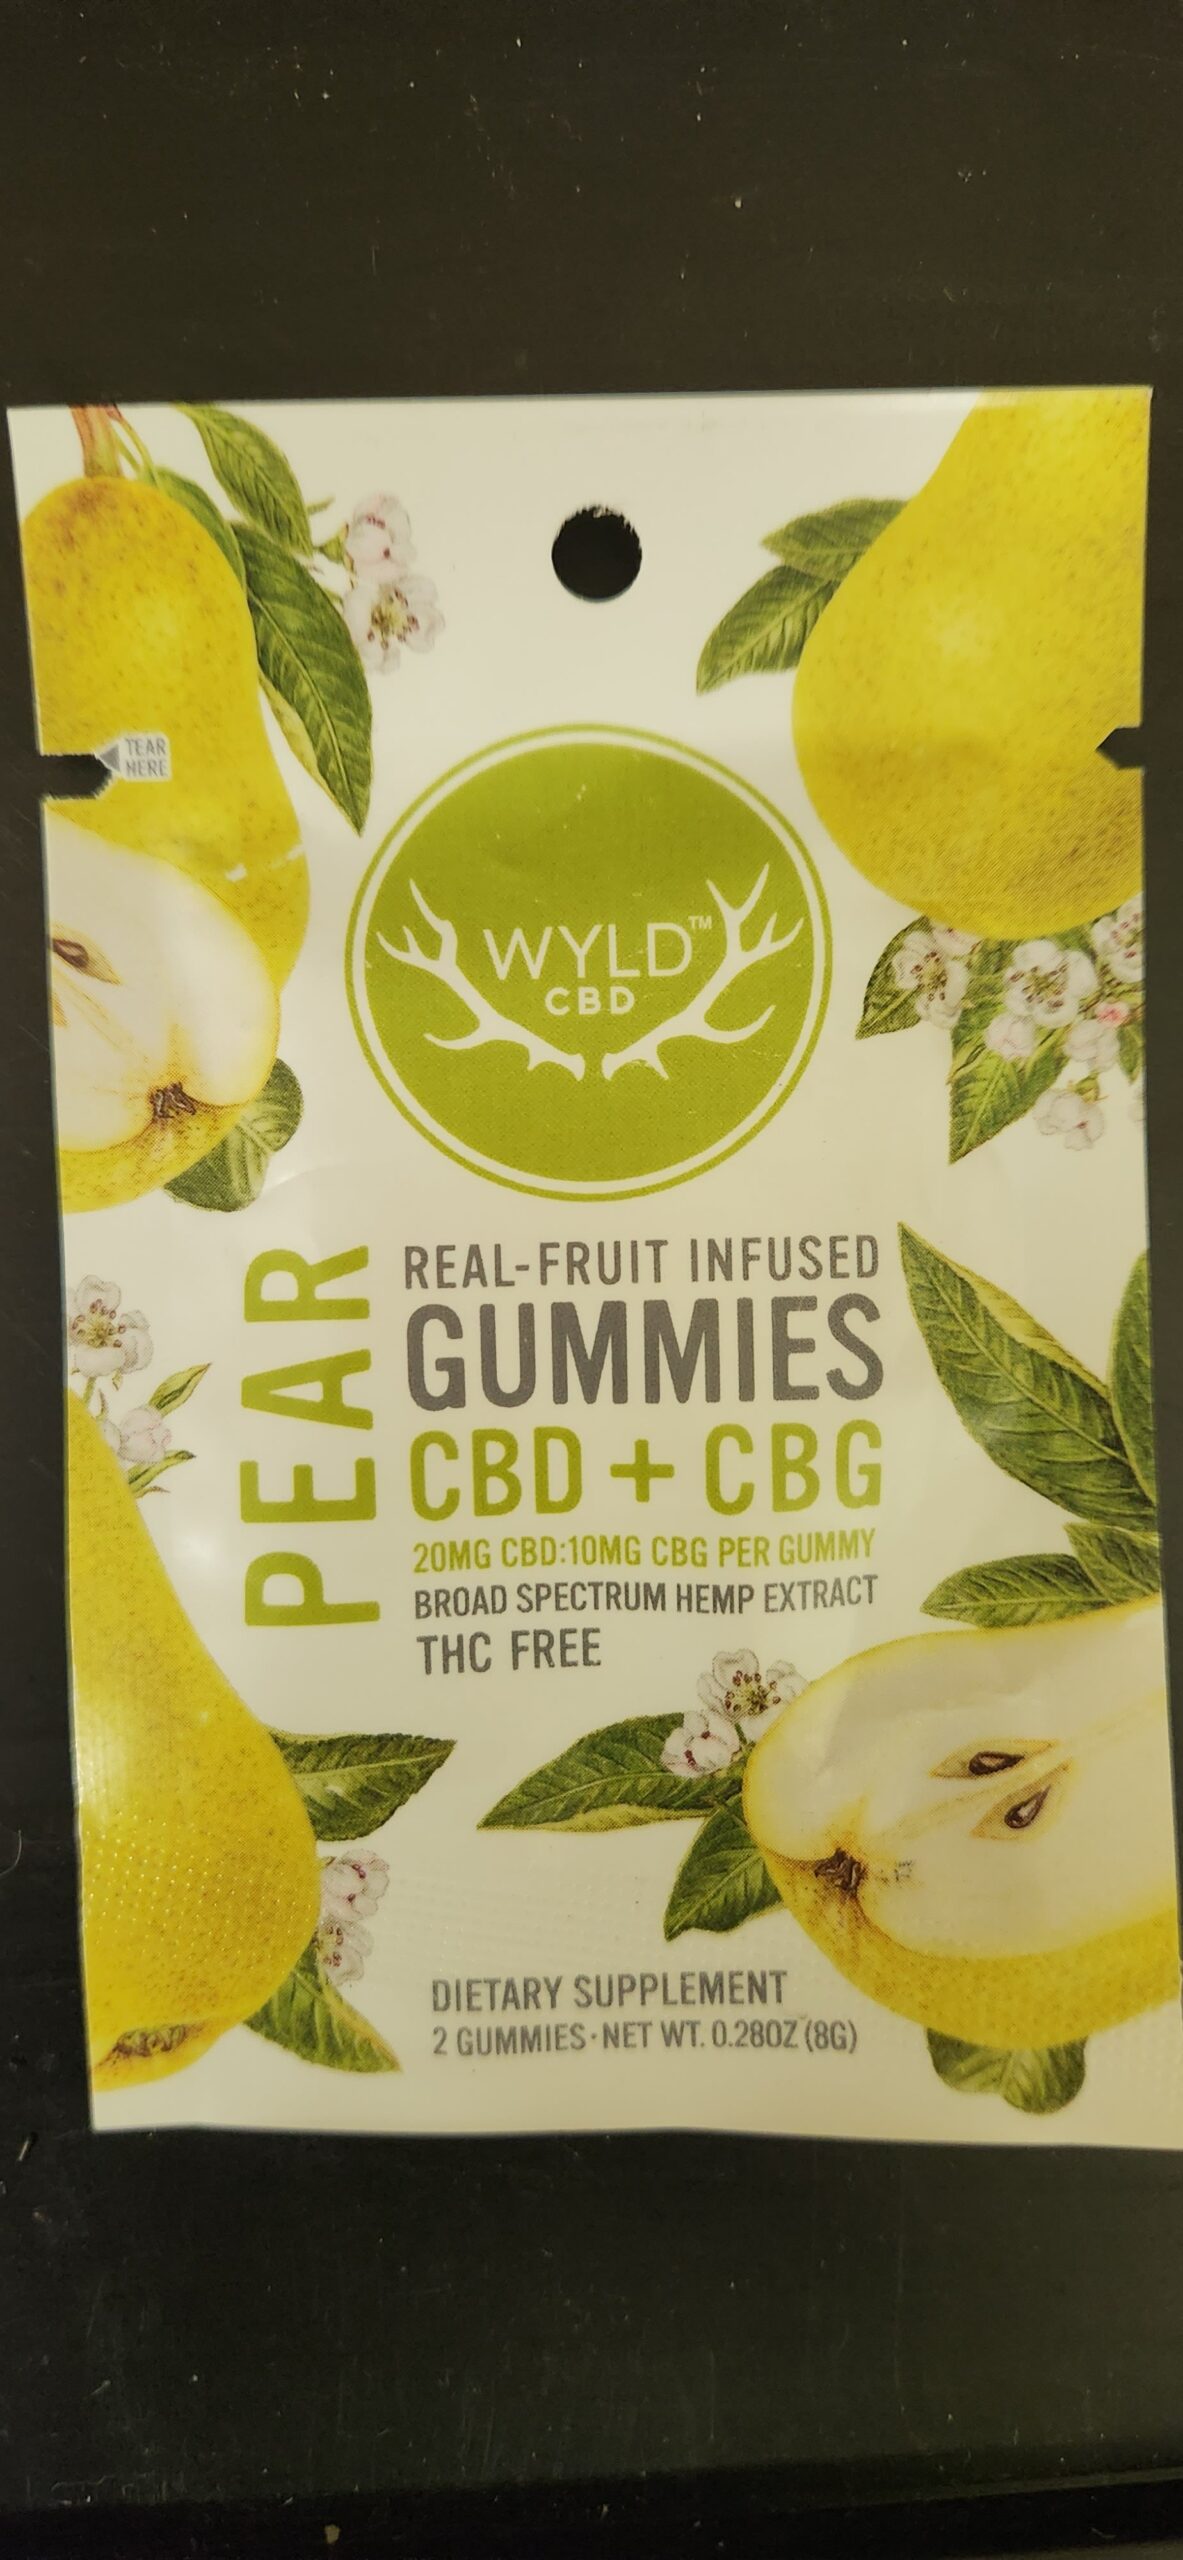 TEAR
HERE
WYLD™
CBD
PEAR
REAL-FRUIT INFUSED
GUMMIES
CBD + CBG
20MG CBD:10MG CBG PER GUMMY
BROAD SPECTRUM HEMP EXTRACT
THC FREE
DIETARY SUPPLEMENT
2 GUMMIES · NET WT. 0.28OZ (8G)